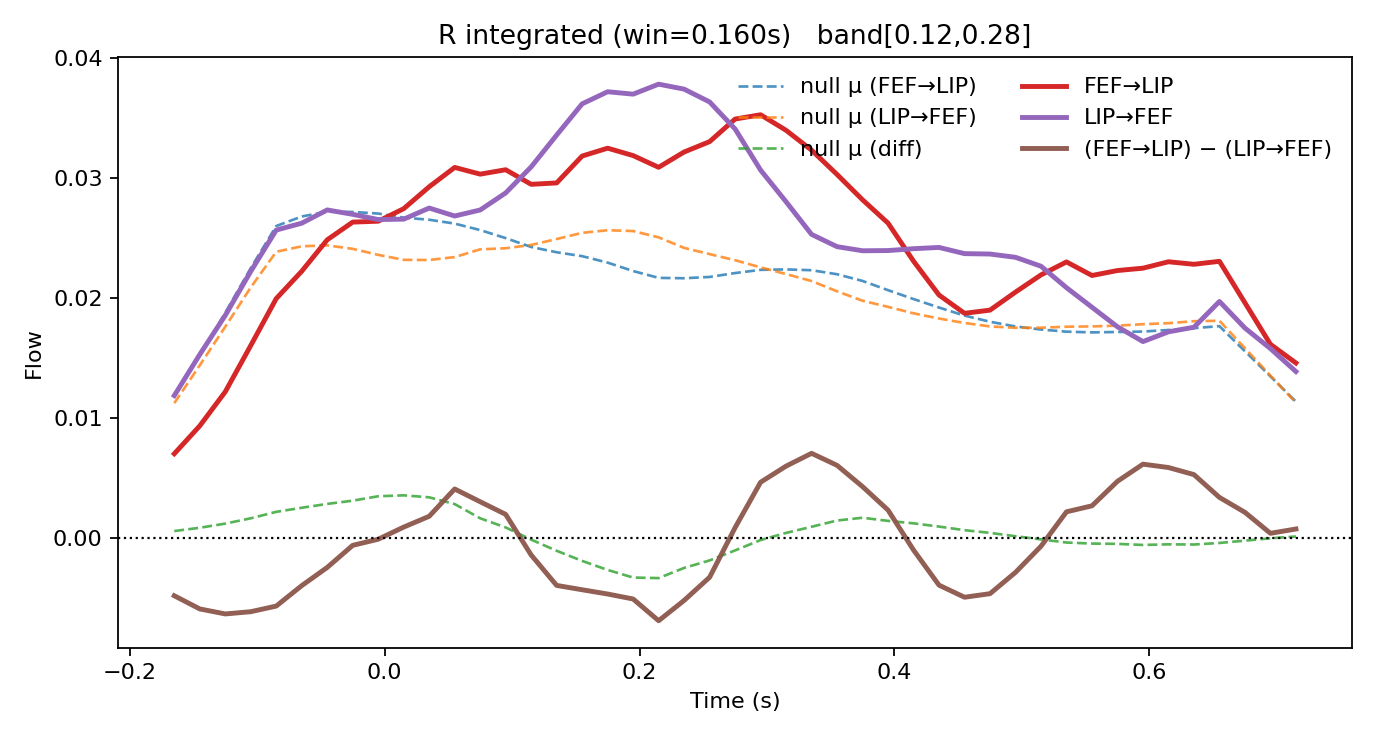 R integrated (win=0.160s)   band[0.12,0.28]
null μ (FEF→LIP)
null μ (LIP→FEF)
null μ (diff)
FEF→LIP
LIP→FEF
(FEF→LIP) − (LIP→FEF)
Flow
0.04
0.03
0.02
0.01
0.00
−0.2
0.0
0.2
0.4
0.6
Time (s)